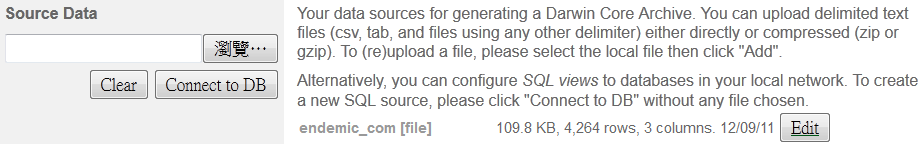 Source Data
瀏覽…
Clear
Connect to DB
Your data sources for generating a Darwin Core Archive. You can upload delimited text
files (csv, tab, and files using any other delimiter) either directly or compressed (zip or
gzip). To (re)upload a file, please select the local file then click "Add".
Alternatively, you can configure SQL views to databases in your local network. To create
a new SQL source, please click "Connect to DB" without any file chosen.
endemic_com [file] 109.8 KB, 4,264 rows, 3 columns. 12/09/11 Edit